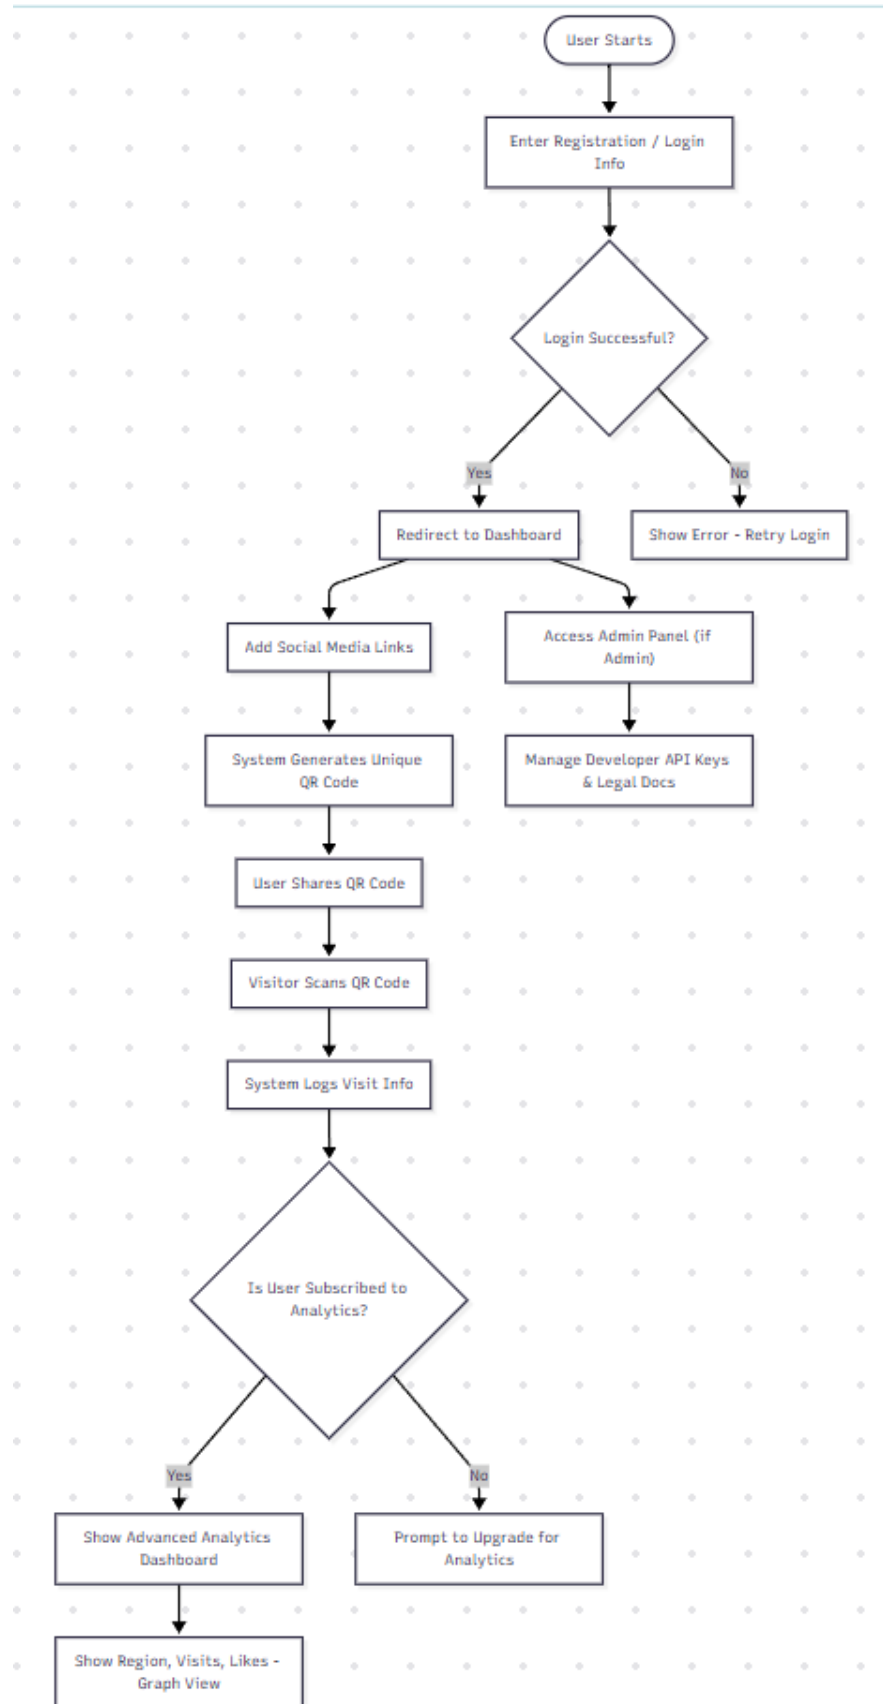 User Starts
Enter Registration / Login
Info
Login Successful?
Yes
No
Redirect to Dashboard
Show Error - Retry Login
Add Social Media Links
Access Admin Panel (if
Admin)
System Generates Unique
QR Code
Manage Developer API Keys
& Legal Docs
User Shares QR Code
Visitor Scans QR Code
System Logs Visit Info
Is User Subscribed to
Analytics?
Yes
No
Show Advanced Analytics
Dashboard
Prompt to Upgrade for
Analytics
Show Region, Visits, Likes -
Graph View